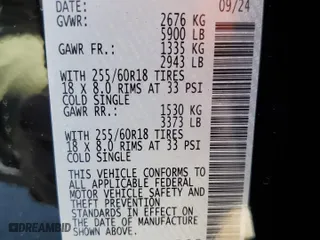 DATE: 09/24
GVWR: 2676 KG
5900 LB
GAWR FR.: 1335 KG
2943 LB
WITH 255/60R18 TIRES
18 X 8.0 RIMS AT 33 PSI
COLD SINGLE
GAWR RR.: 1530 KG
3373 LB
WITH 255/60R18 TIRES
18 X 8.0 RIMS AT 33 PSI
COLD SINGLE
THIS VEHICLE CONFORMS TO
ALL APPLICABLE FEDERAL
MOTOR VEHICLE SAFETY AND
THEFT PREVENTION
STANDARDS IN EFFECT ON THE
DATE OF MANUFACTURE
SHOWN ABOVE
DREAMBID